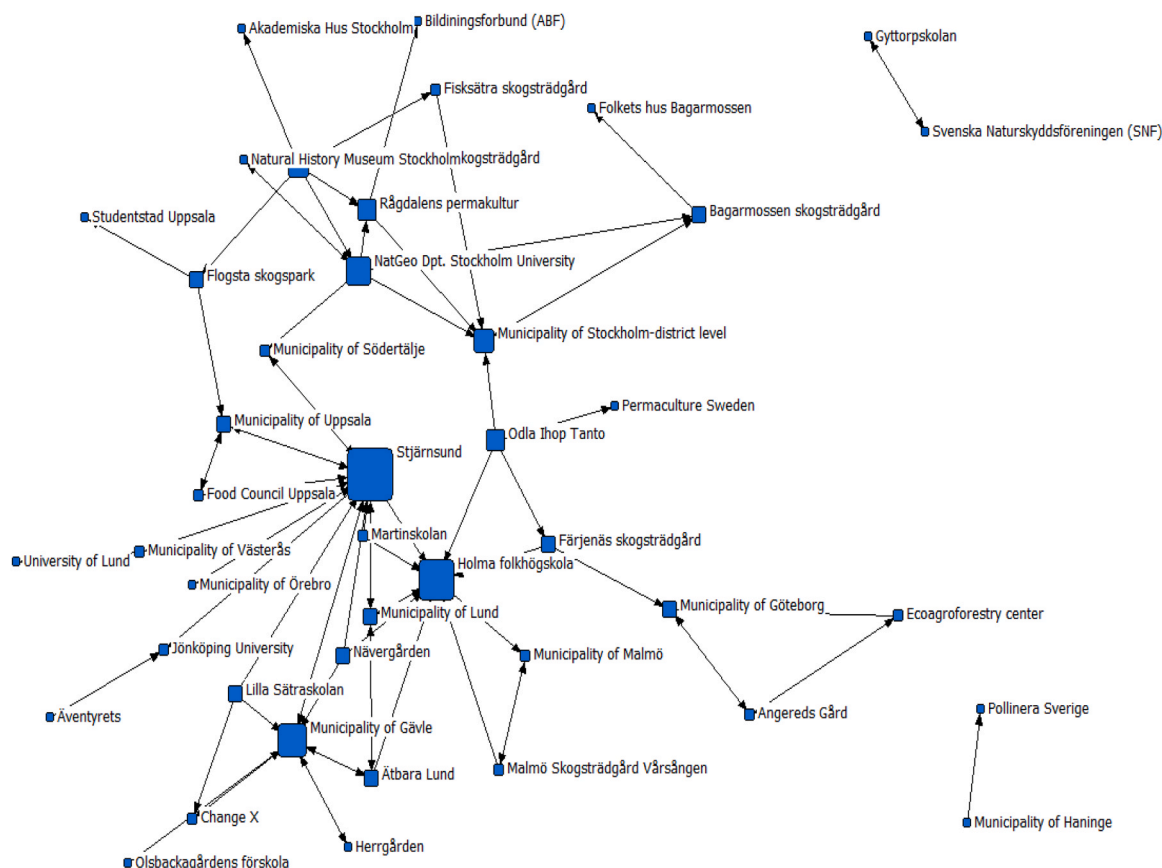 Akademiska Hus Stockholm
Bildiningsforbund (ABF)
Gyttorpskolan
Fisksätra skogsträdgård
Folkets hus Bagarmossen
Svenska Naturskyddsföreningen (SNF)
Natural History Museum Stockholmkogsträdgård
Rågdalens permakultur
Bagarmossen skogsträdgård
Studentstad Uppsala
NatGeo Dpt. Stockholm University
Flogsta skogspark
Municipality of Stockholm-district level
Municipality of Södertälje
Permaculture Sweden
Municipality of Uppsala
Odla Ihop Tanto
Stjärnsund
Food Council Uppsala
Martinskolan
Färjenäs skogsträdgård
University of Lund
Municipality of Västerås
Holma folkhögskola
Municipality of Örebro
Municipality of Lund
Municipality of Göteborg
Ecoagroforestry center
Jönköping University
Nävergården
Municipality of Malmö
Lilla Sätraskolan
Äventyrets
Municipality of Gävle
Angereds Gård
Pollinera Sverige
Ätbara Lund
Malmö Skogsträdgård Vårsången
Change X
Herrgården
Municipality of Haninge
Olsbackagårdens förskola